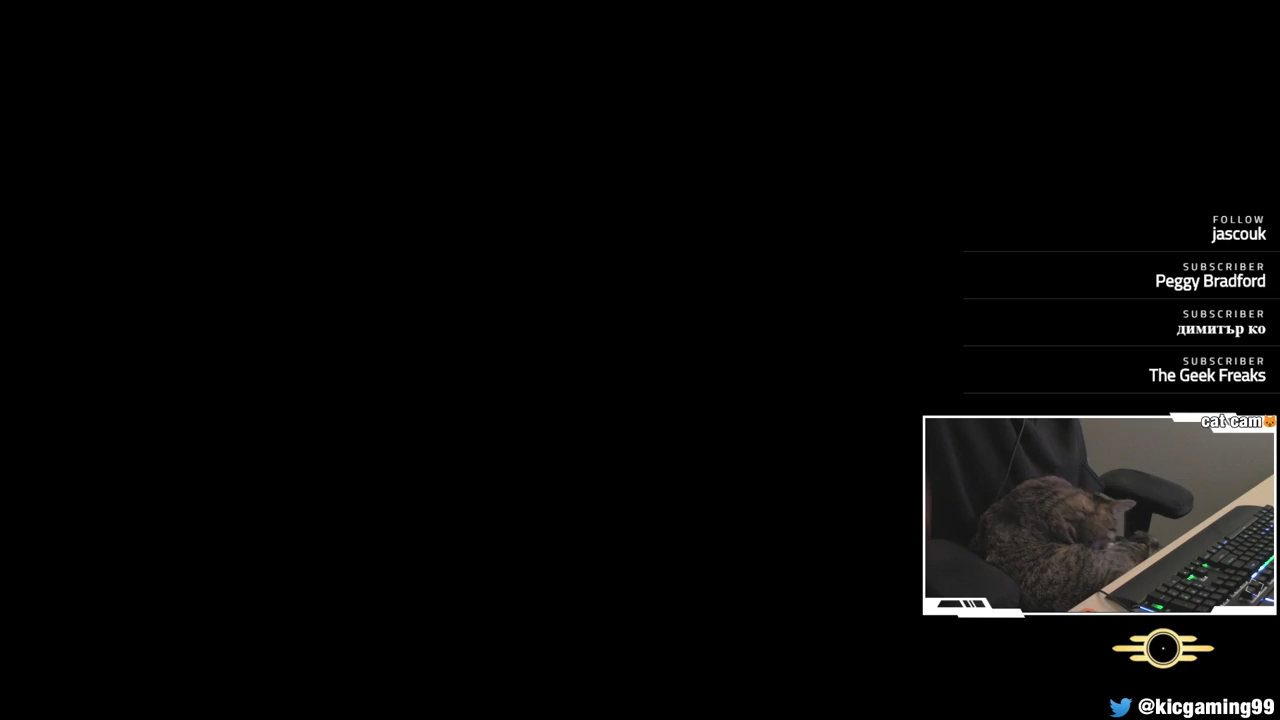 FOLLOW
jascouk
SUBSCRIBER
Peggy Bradford
SUBSCRIBER
димитър ко
SUBSCRIBER
The Geek Freaks
cat cam
@kicgaming99